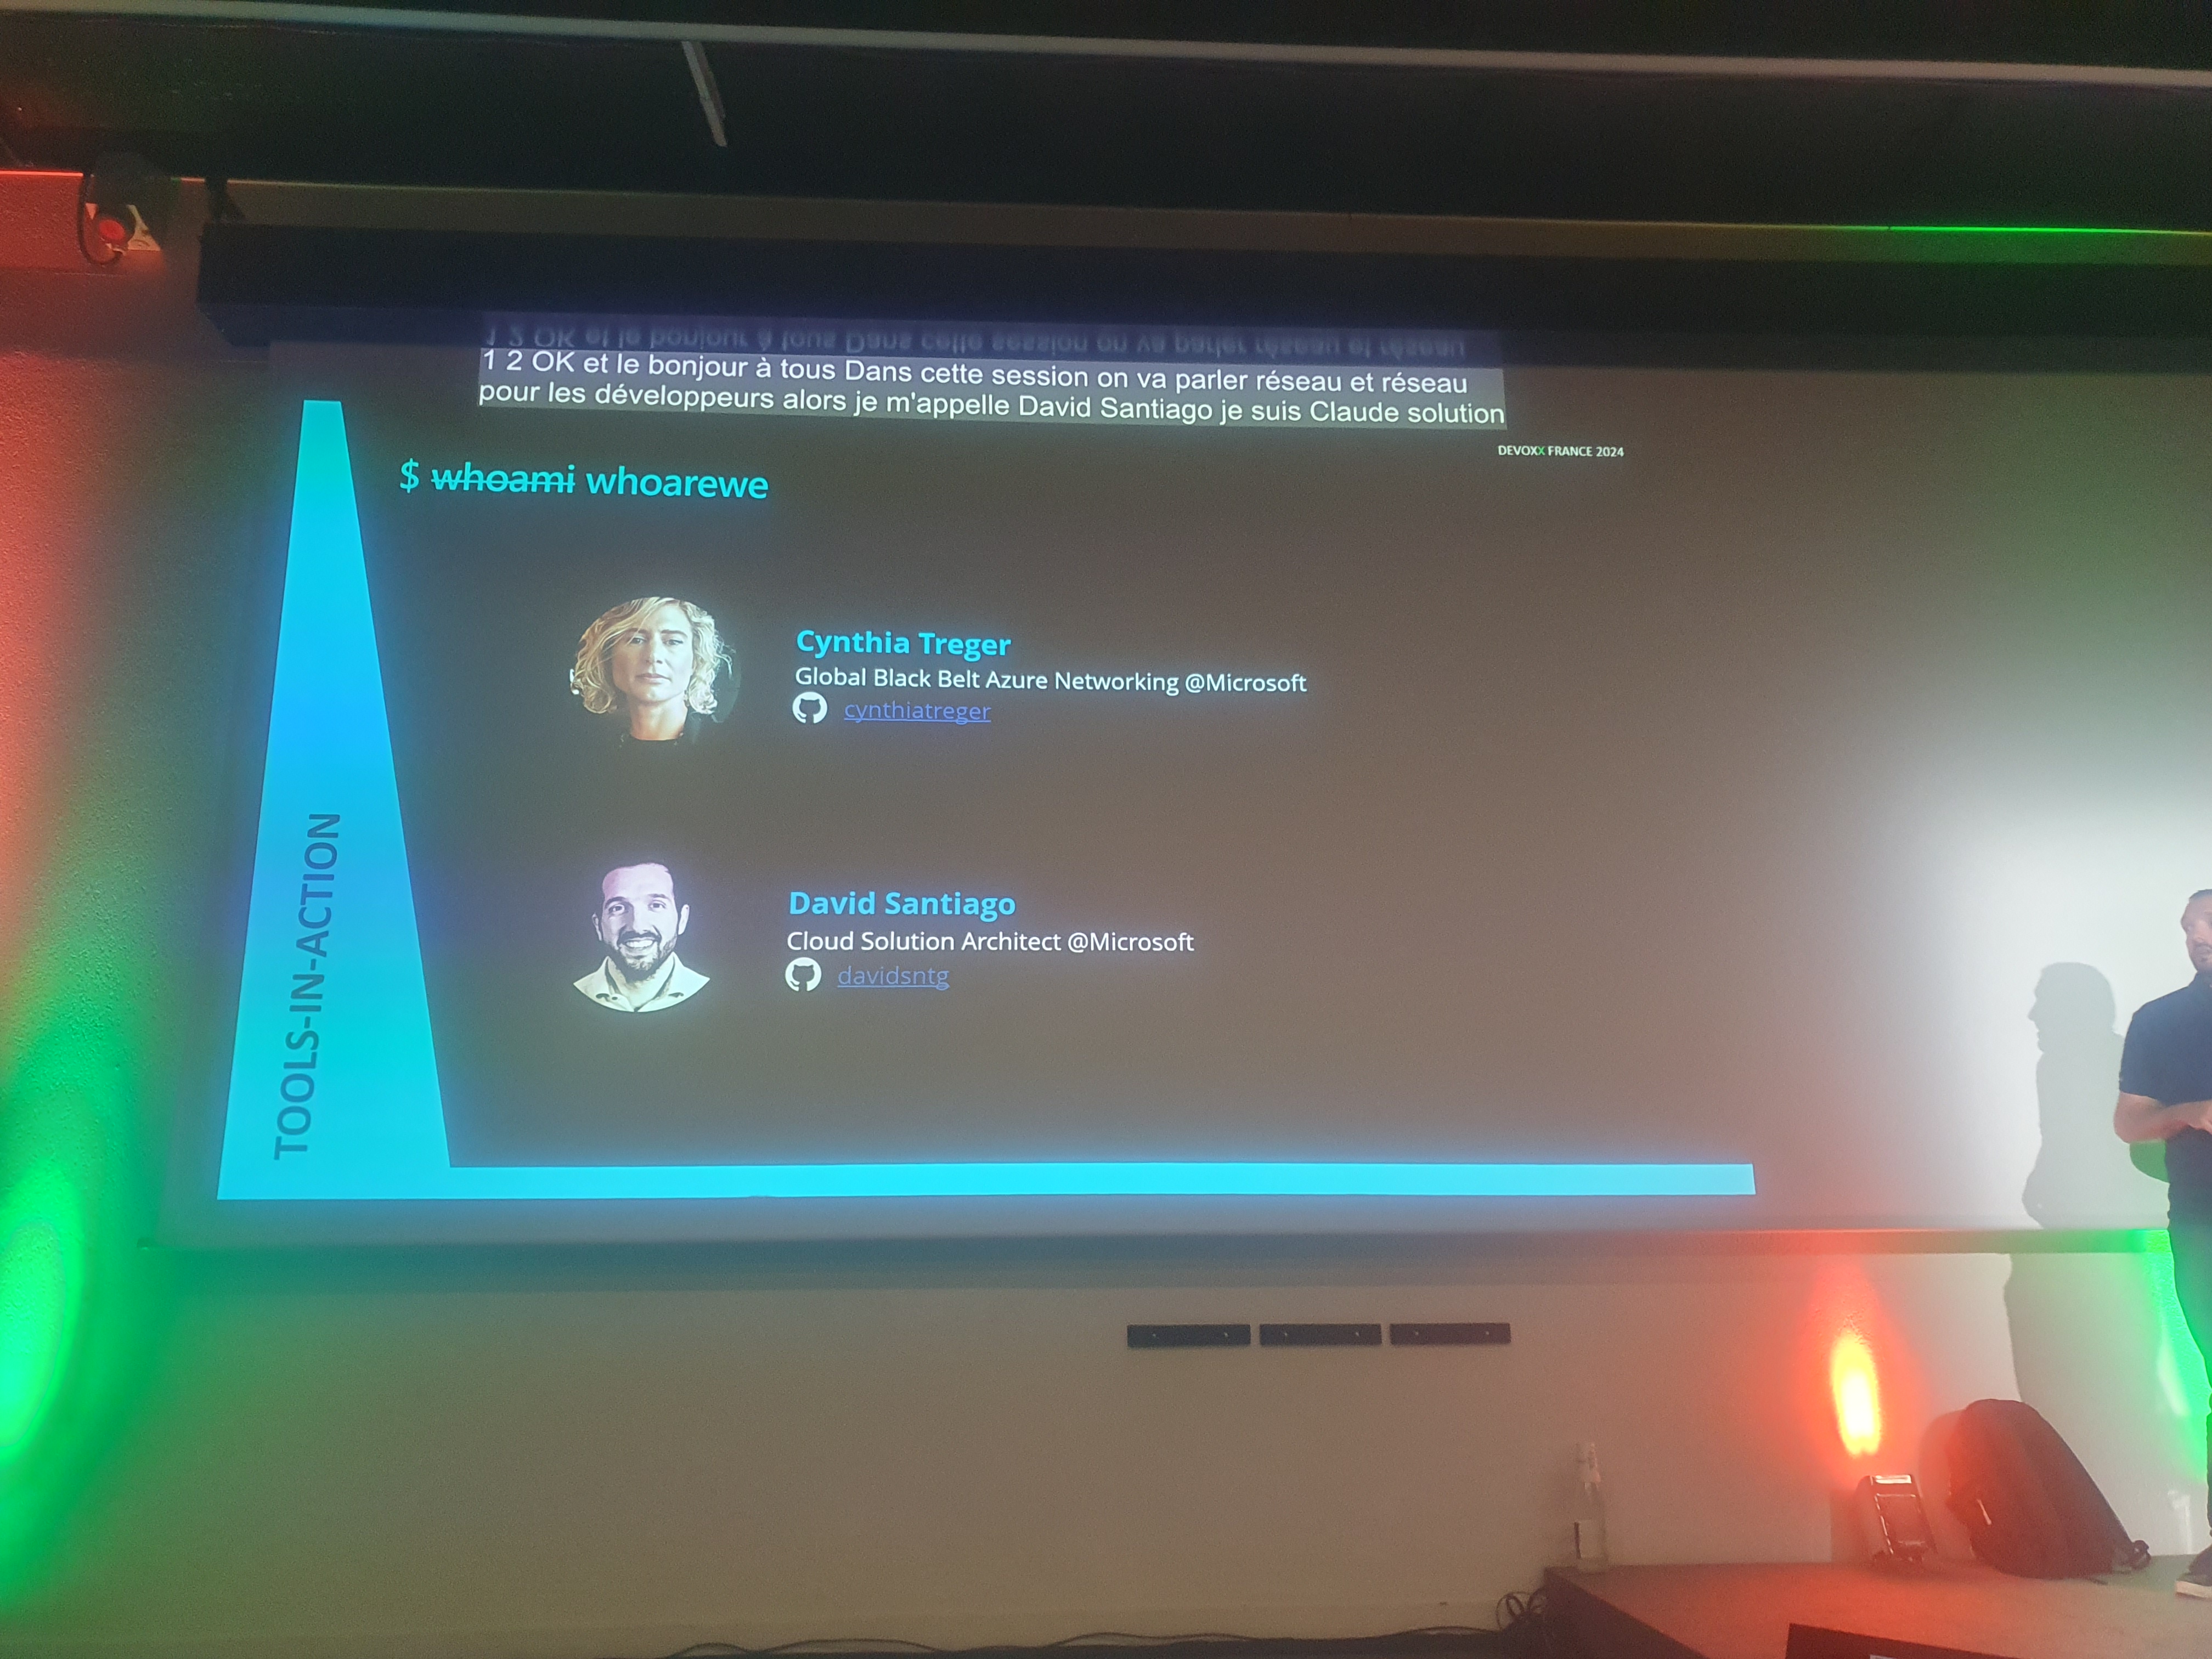 1 2 OK et le bonjour à tous Dans cette session on va parler réseau et réseau
pour les développeurs alors je m'appelle David Santiago je suis Claude solution
DEVOXX FRANCE 2024
$ whoami whoarewe
Cynthia Treger
Global Black Belt Azure Networking @Microsoft
cynthiatreger
David Santiago
Cloud Solution Architect @Microsoft
davidsntg
TOOLS-IN-ACTION